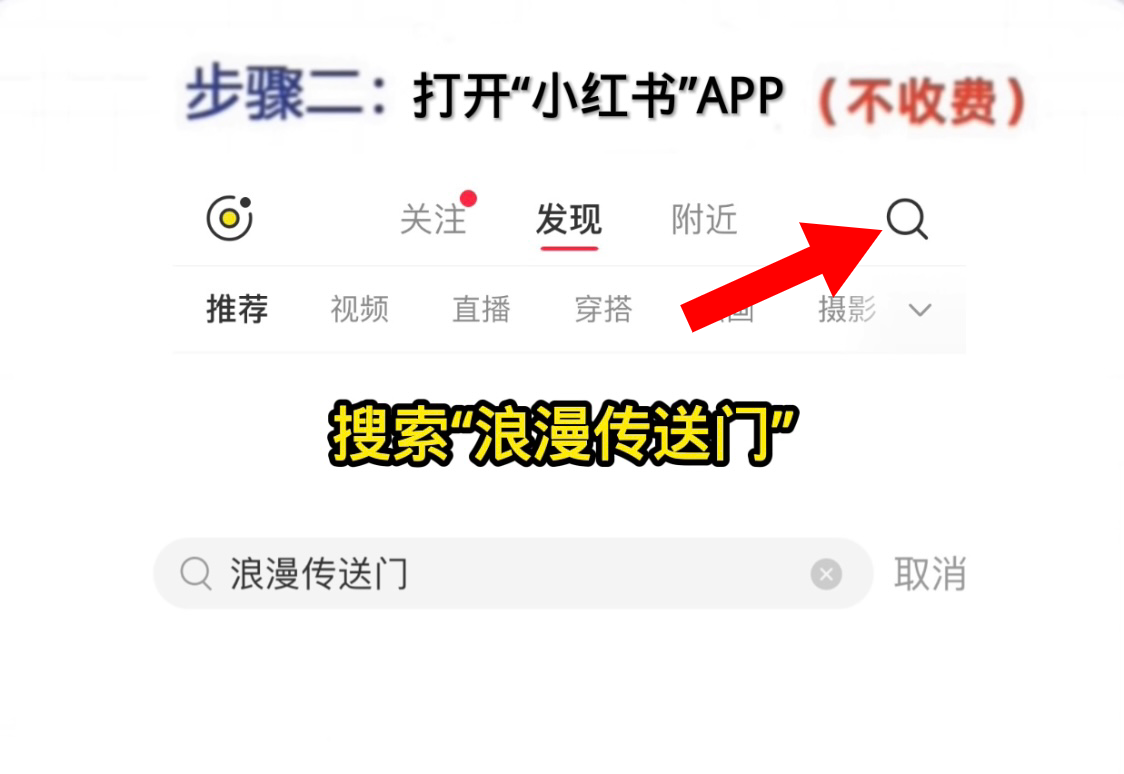 步骤二：打开“小红书”APP（不收费）
关注 发现 附近
推荐 视频 直播 穿搭 画 摄影
搜索“浪漫传送门”
浪漫传送门 取消